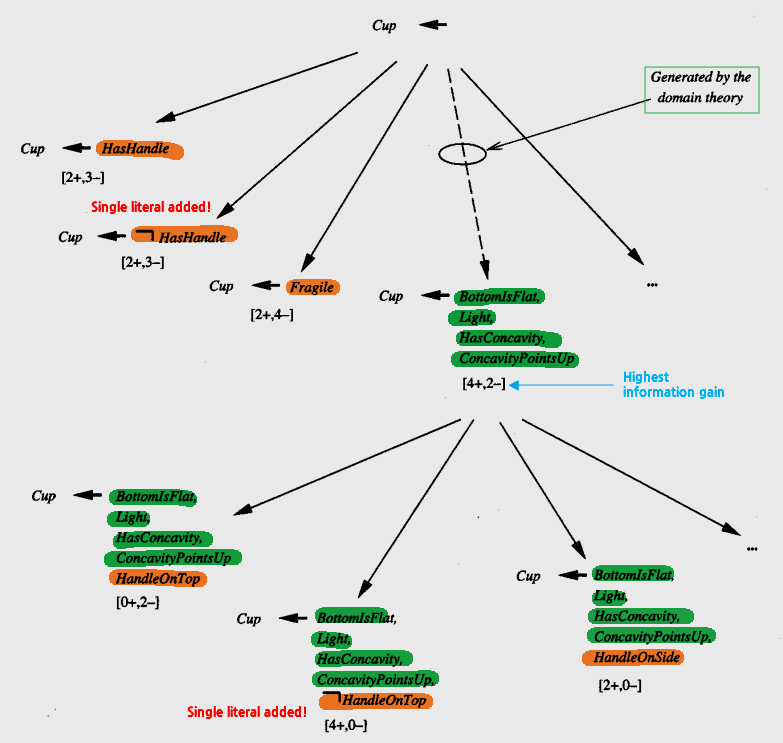 Cup ←
Generated by the
domain theory
Cup ← HasHandle
[2+,3–]
Single literal added!
Cup ← ¬ HasHandle
[2+,3–]
Cup ← Fragile
[2+,4–]
Cup ← BottomIsFlat,
Light,
HasConcavity,
ConcavityPointsUp
[4+,2–]
Highest
information gain
...
Cup ← BottomIsFlat,
Light,
HasConcavity,
ConcavityPointsUp
HandleOnTop
[0+,2–]
Cup ← BottomIsFlat,
Light,
HasConcavity,
ConcavityPointsUp,
¬HandleOnTop
Single literal added!
[4+,0–]
Cup ← BottomIsFlat,
Light,
HasConcavity,
ConcavityPointsUp,
HandleOnSide
[2+,0–]
...